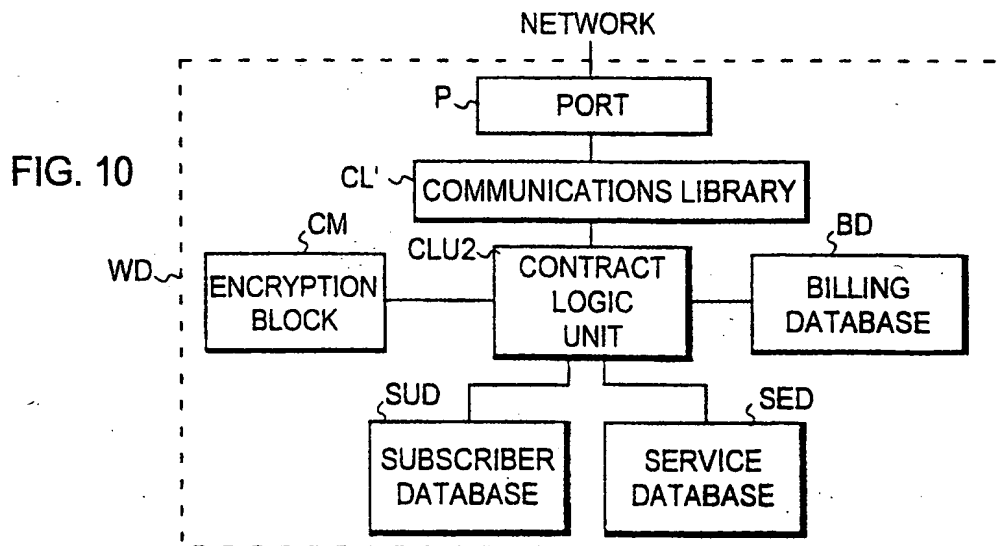 NETWORK
P
PORT
FIG. 10
CL'
COMMUNICATIONS LIBRARY
CM
CLU2
BD
WD
ENCRYPTION
BLOCK
CONTRACT
LOGIC
UNIT
BILLING
DATABASE
SUD
SED
SUBSCRIBER
DATABASE
SERVICE
DATABASE